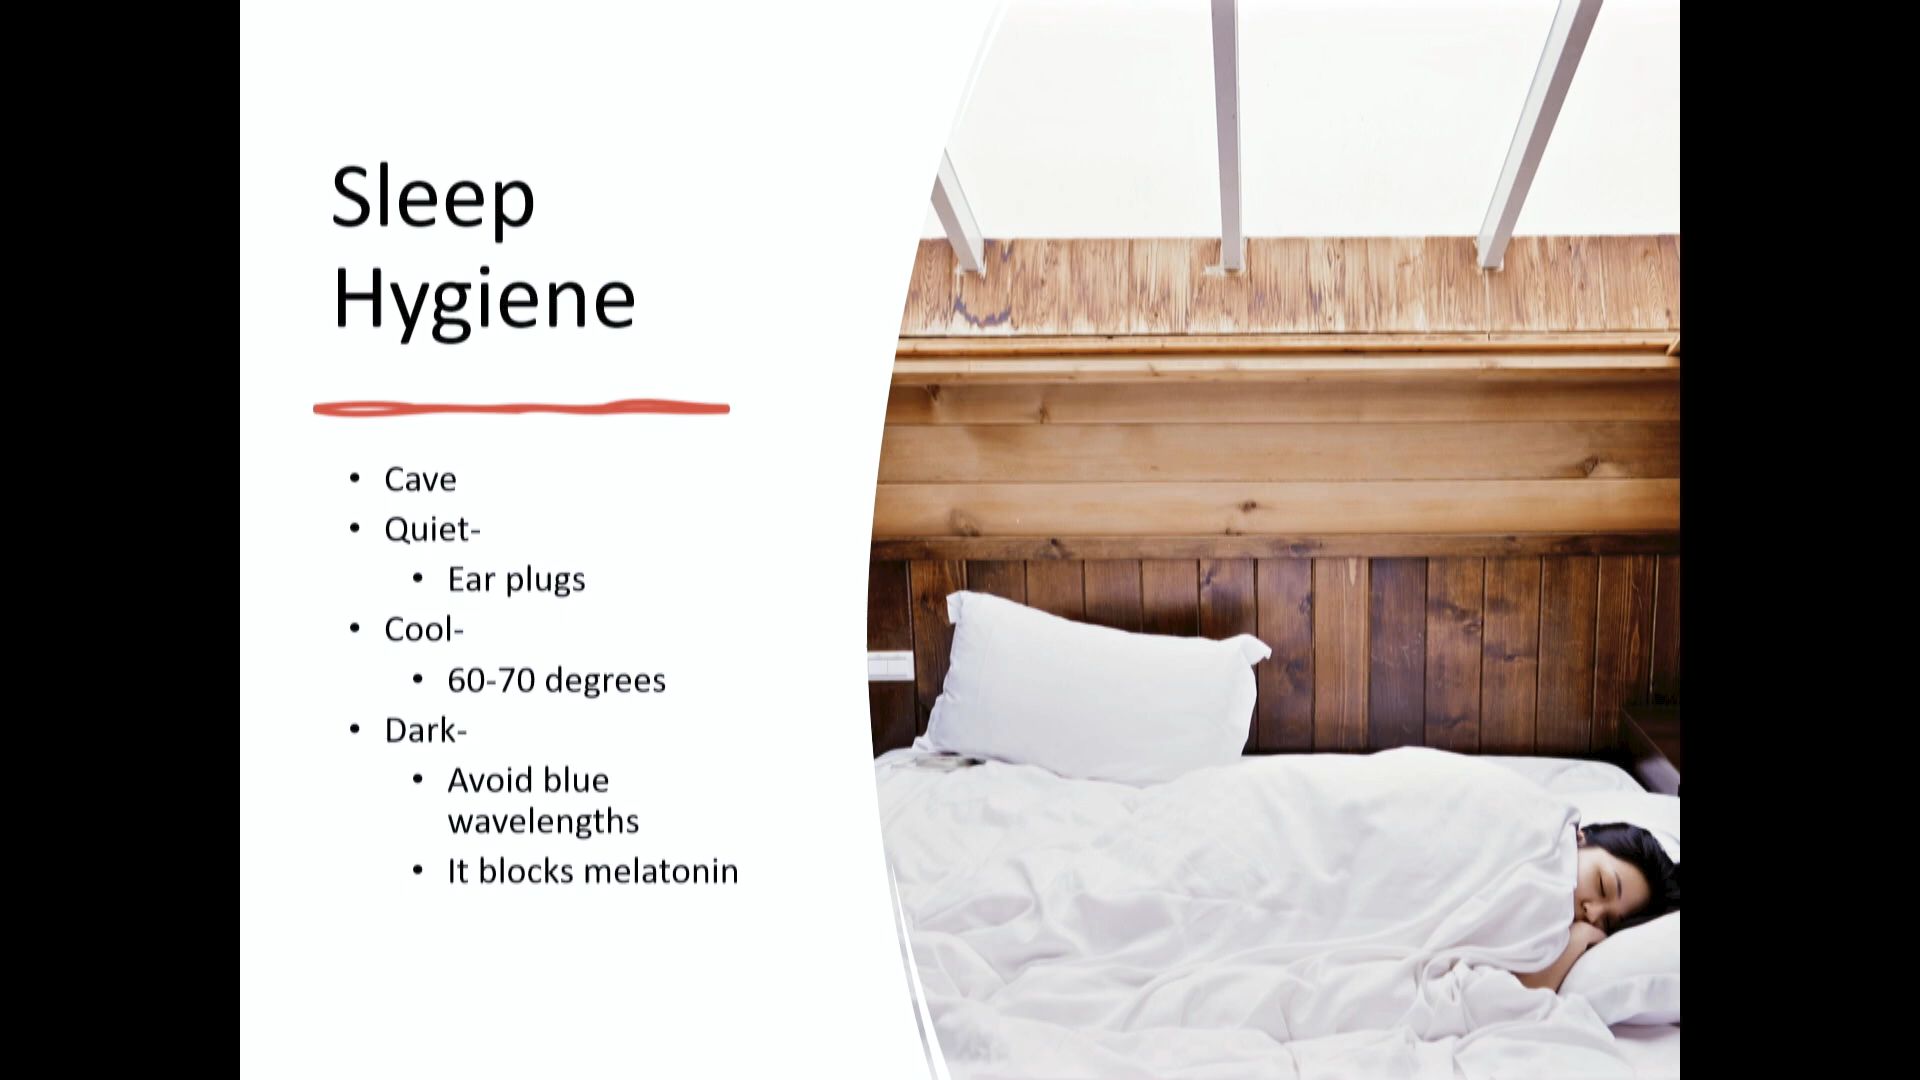 Sleep
Hygiene
• Cave
• Quiet-
• Ear plugs
• Cool-
• 60-70 degrees
• Dark-
• Avoid blue
wavelengths
• It blocks melatonin